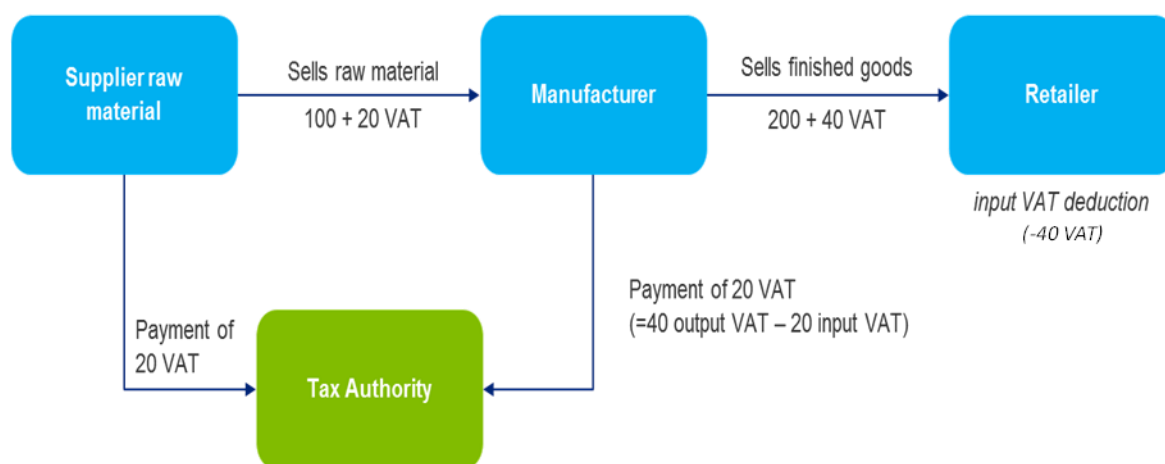 Supplier raw
material
Sells raw material
100 + 20 VAT
Manufacturer
Sells finished goods
200 + 40 VAT
Retailer
input VAT deduction
(-40 VAT)
Payment of
20 VAT
Tax Authority
Payment of 20 VAT
(=40 output VAT – 20 input VAT)